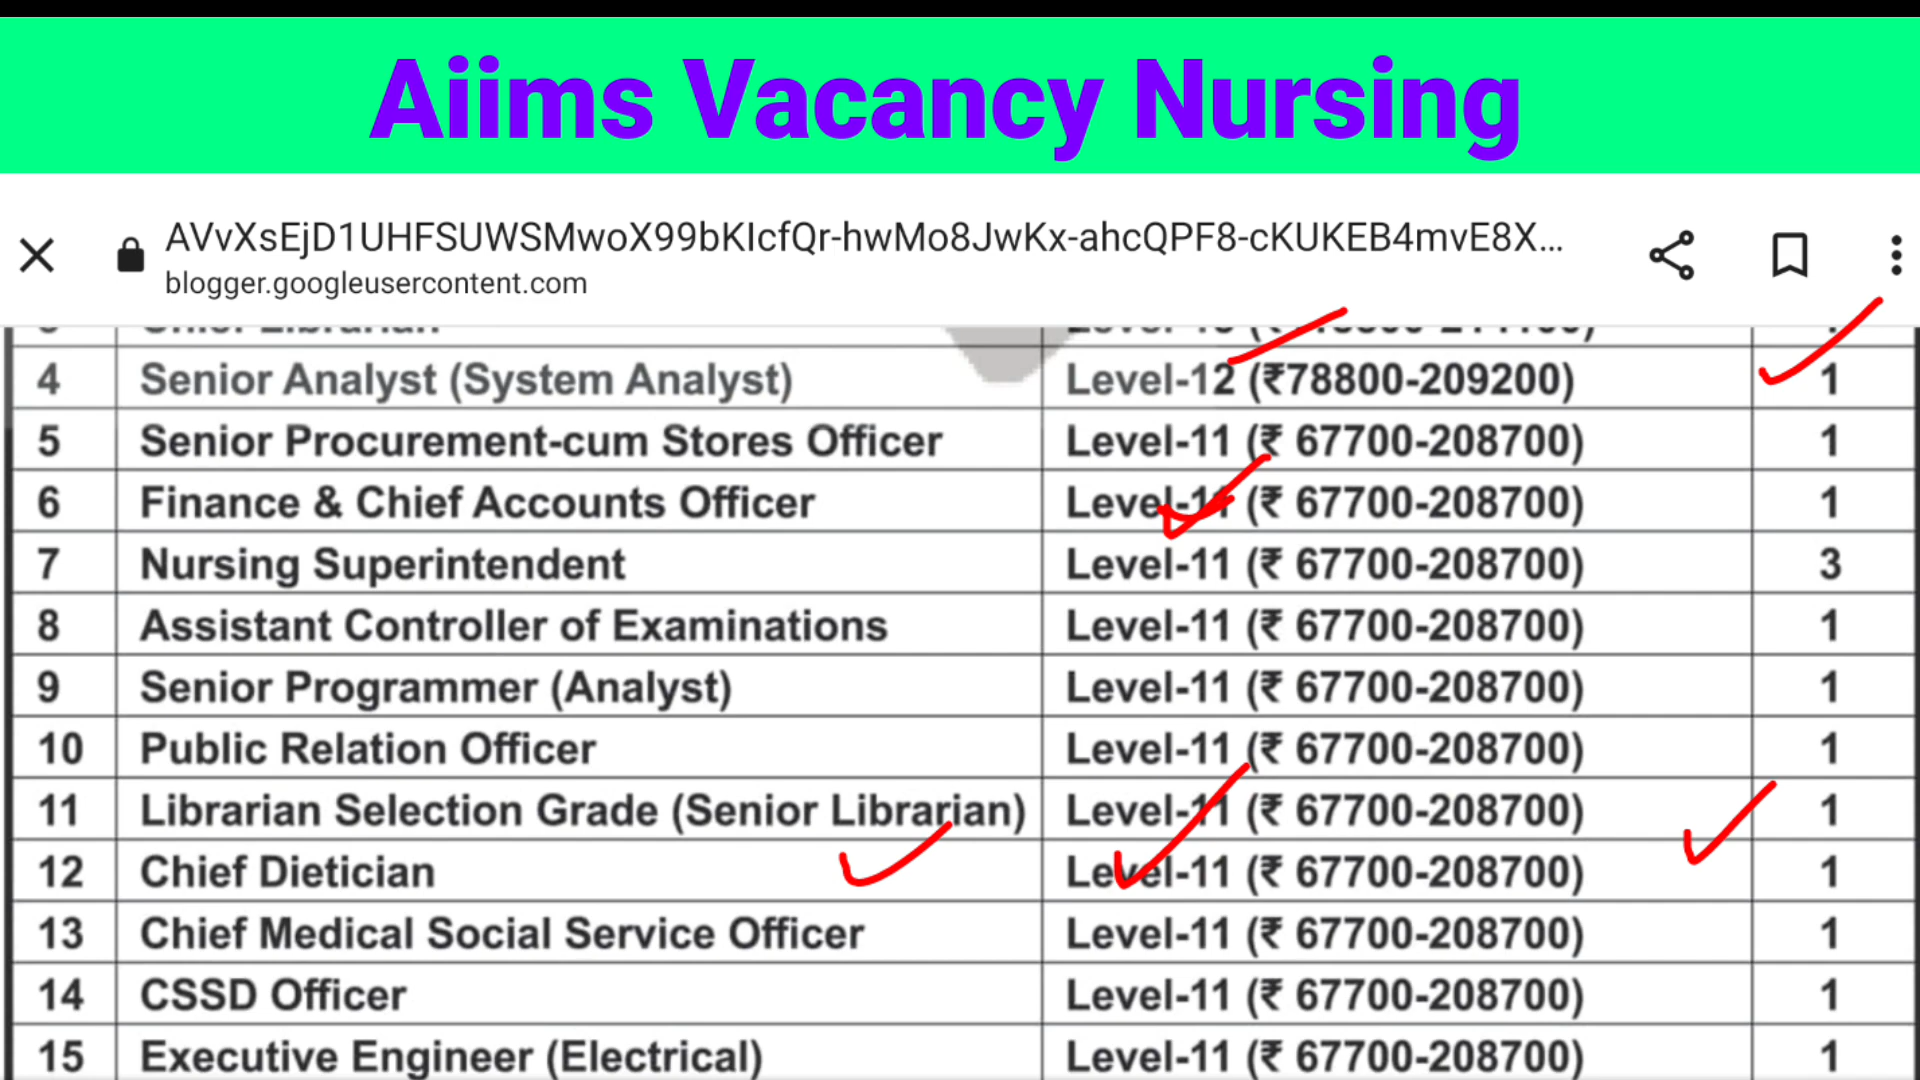 Aiims Vacancy Nursing
AVvXsEjD1UHFSUWSMwoX99bKIcfQr-hwMo8JwKx-ahcQPF8-cKUKEB4mvE8X...
blogger.googleusercontent.com
4 Senior Analyst (System Analyst) Level-12 (₹78800-209200) 1
5 Senior Procurement-cum Stores Officer Level-11 (₹ 67700-208700) 1
6 Finance & Chief Accounts Officer Level-11 (₹ 67700-208700) 1
7 Nursing Superintendent Level-11 (₹ 67700-208700) 3
8 Assistant Controller of Examinations Level-11 (₹ 67700-208700) 1
9 Senior Programmer (Analyst) Level-11 (₹ 67700-208700) 1
10 Public Relation Officer Level-11 (₹ 67700-208700) 1
11 Librarian Selection Grade (Senior Librarian) Level-11 (₹ 67700-208700) 1
12 Chief Dietician Level-11 (₹ 67700-208700) 1
13 Chief Medical Social Service Officer Level-11 (₹ 67700-208700) 1
14 CSSD Officer Level-11 (₹ 67700-208700) 1
15 Executive Engineer (Electrical) Level-11 (₹ 67700-208700) 1